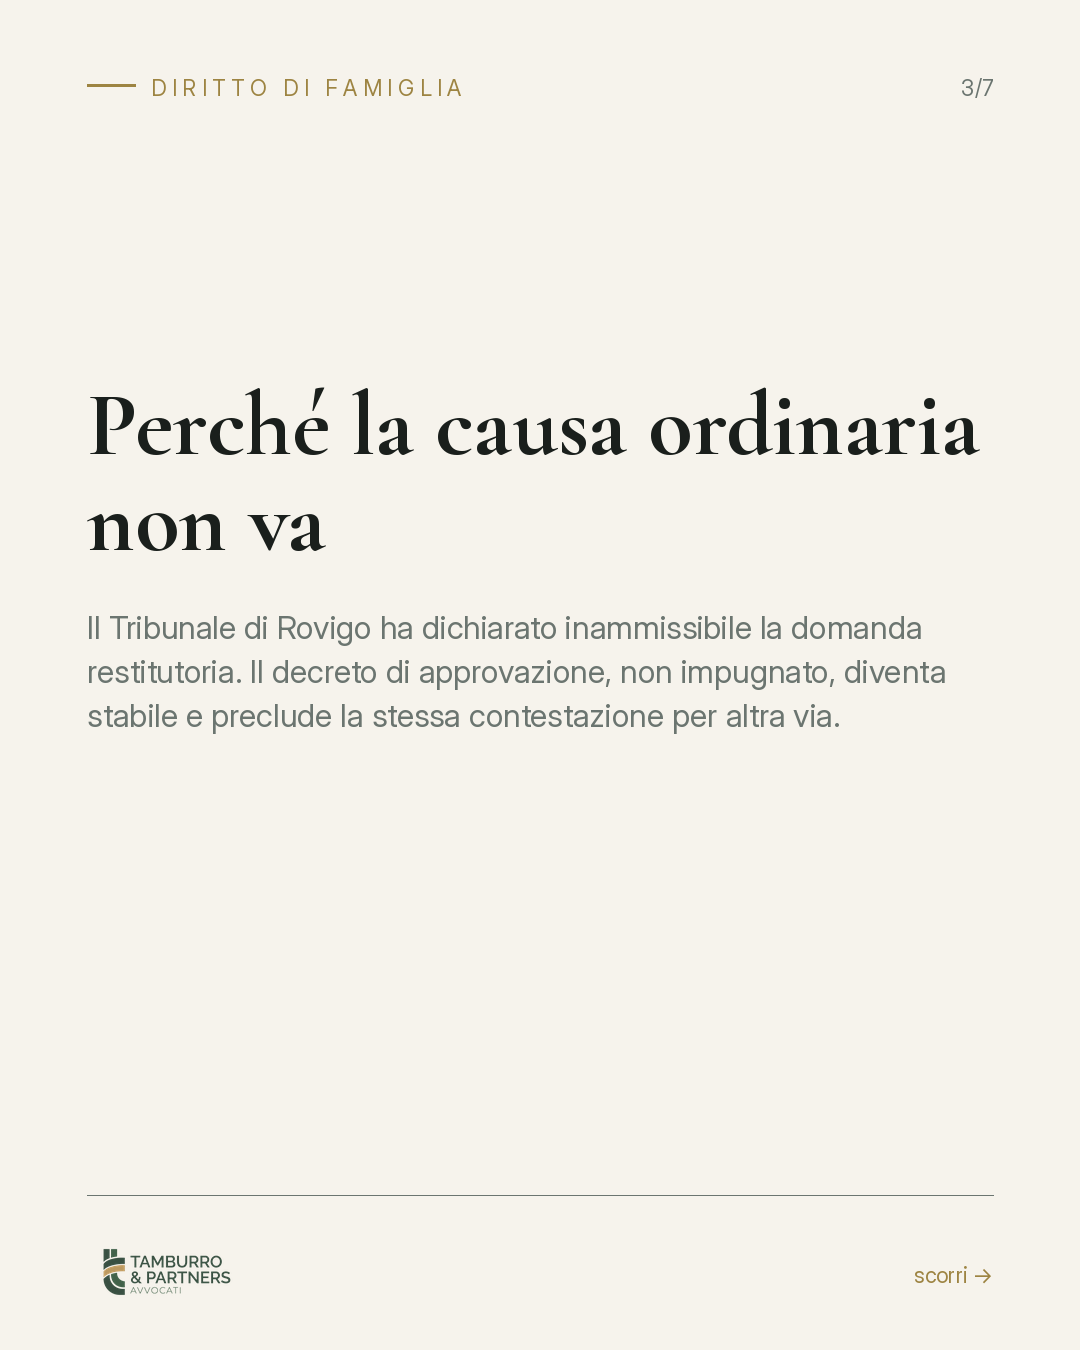 DIRITTO DI FAMIGLIA
3/7
Perché la causa ordinaria
non va
Il Tribunale di Rovigo ha dichiarato inammissibile la domanda
restitutoria. Il decreto di approvazione, non impugnato, diventa
stabile e preclude la stessa contestazione per altra via.
TAMBURRO
& PARTNERS
AVVOCATI
scorri →